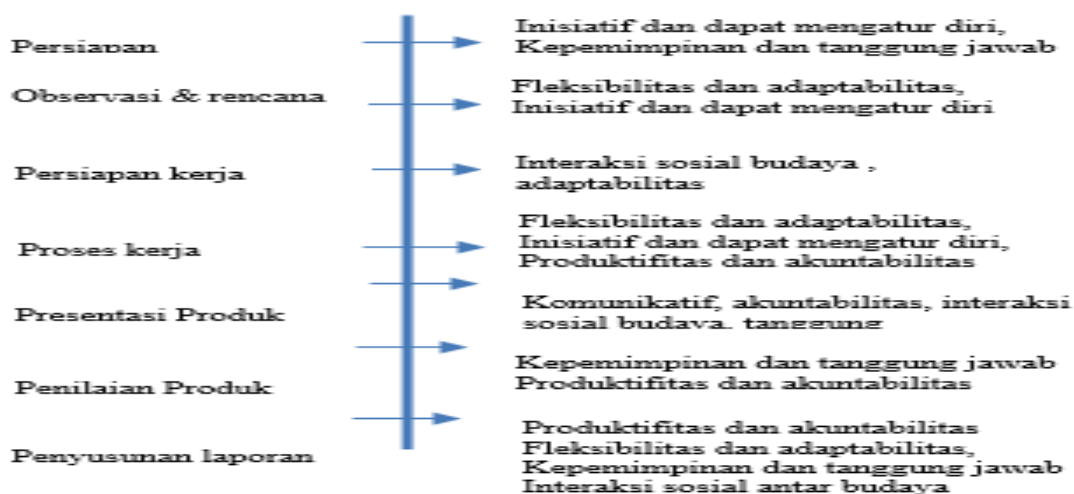 Persiapan
Inisiatif dan dapat mengatur diri,
Kepemimpinan dan tanggung jawab
Observasi & rencana
Fleksibilitas dan adaptabilitas,
Inisiatif dan dapat mengatur diri
Persiapan kerja
Interaksi sosial budaya ,
adaptabilitas
Proses kerja
Fleksibilitas dan adaptabilitas,
Inisiatif dan dapat mengatur diri,
Produktifitas dan akuntabilitas
Presentasi Produk
Komunikatif, akuntabilitas, interaksi
sosial budaya. tanggung
Penilaian Produk
Kepemimpinan dan tanggung jawab
Produktifitas dan akuntabilitas
Penyusunan laporan
Produktifitas dan akuntabilitas
Fleksibilitas dan adaptabilitas,
Kepemimpinan dan tanggung jawab
Interaksi sosial antar budaya